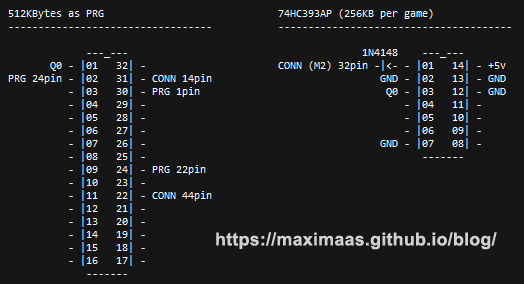 512KBytes as PRG                    74HC393AP (256KB per game)
--------------------------------    --------------------------------------
           ---_---                              1N4148   ---_---
      Q0 - |01   32| -              CONN (M2) 32pin -|<- - |01   14| - +5v
PRG 24pin - |02   31| - CONN 14pin                 GND - |02   13| - GND
         - |03   30| - PRG 1pin                     Q0 - |03   12| - GND
         - |04   29| -                                 - |04   11| -
         - |05   28| -                                 - |05   10| -
         - |06   27| -                                 - |06   09| -
         - |07   26| -                             GND - |07   08| -
         - |08   25| -                                   -------
         - |09   24| - PRG 22pin
         - |10   23| -
         - |11   22| - CONN 44pin
         - |12   21| -
         - |13   20| -
         - |14   19| -
         - |15   18| -
         - |16   17| -
           -------
https://maximaas.github.io/blog/